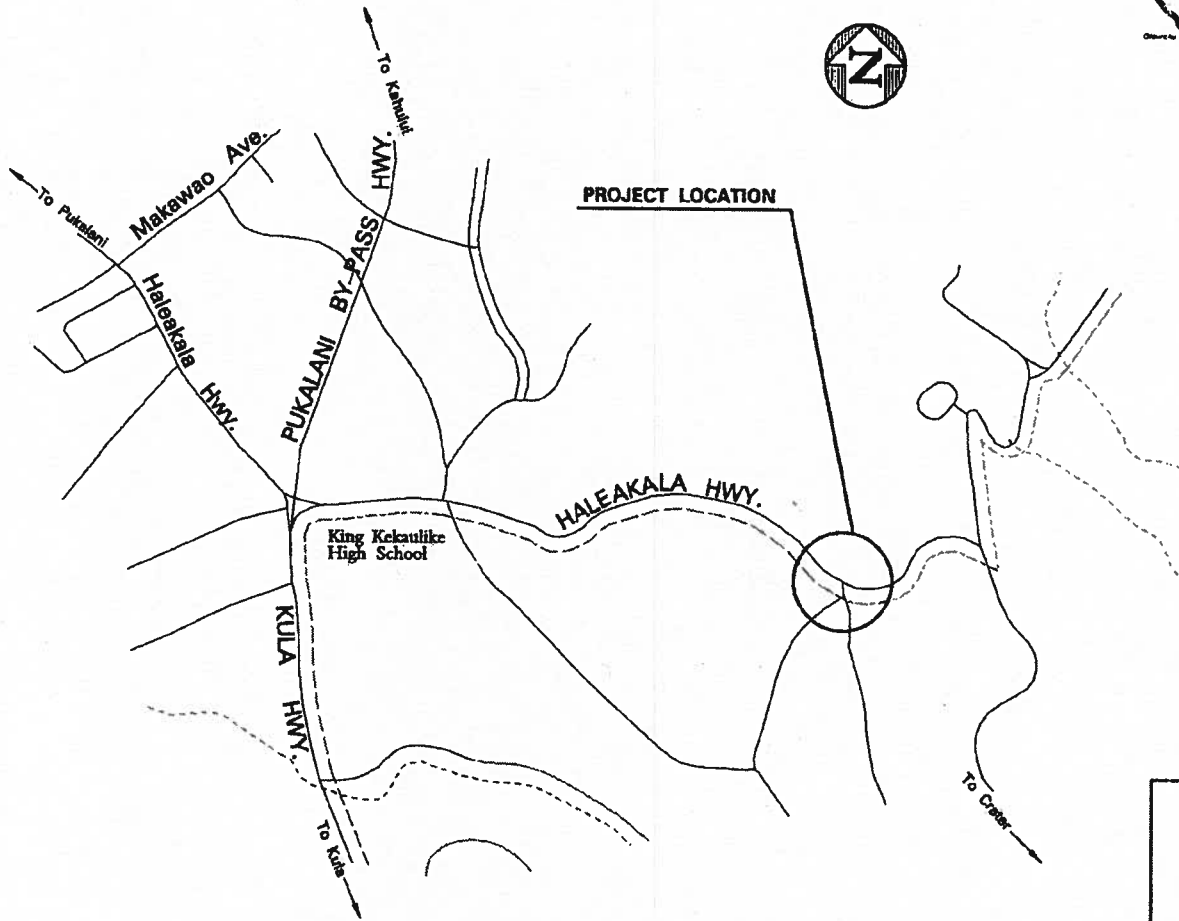 To Kahului
N
Makawao Ave.
To Pukalani
HWY.
PROJECT LOCATION
PUKALANI BY-PASS
Haleakala Hwy.
HALEAKALA HWY.
King Kekaulike
High School
KULA HWY.
To Crater
To Kula